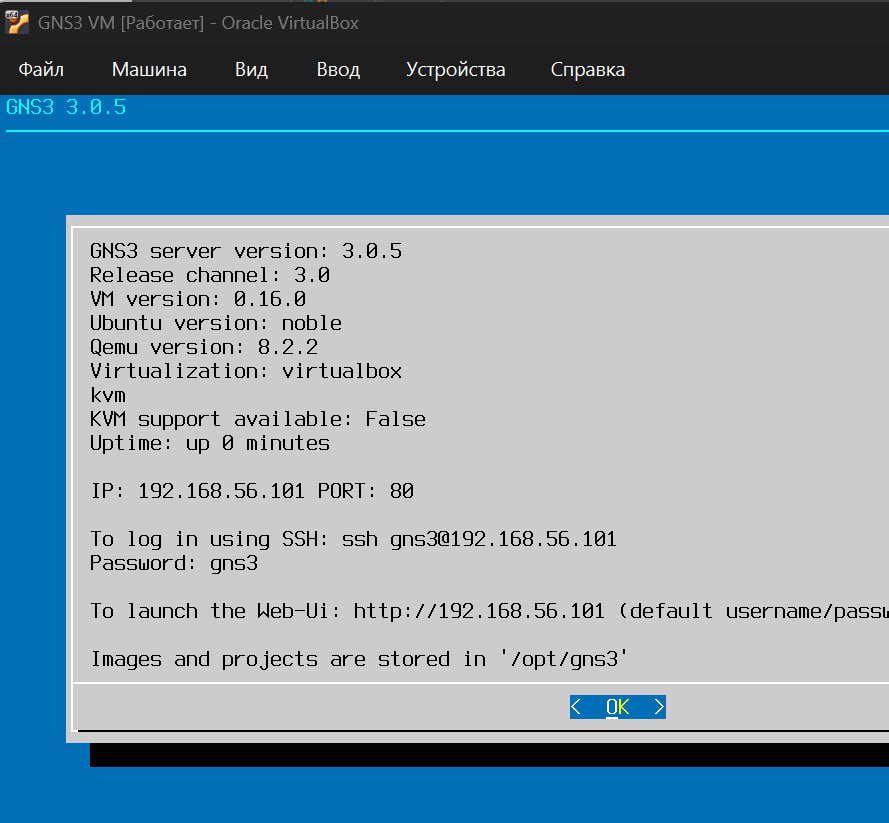 GNS3 VM [Работает] - Oracle VirtualBox
Файл Машина Вид Ввод Устройства Справка
GNS3 3.0.5
GNS3 server version: 3.0.5
Release channel: 3.0
VM version: 0.16.0
Ubuntu version: noble
Qemu version: 8.2.2
Virtualization: virtualbox
kvm
KVM support available: False
Uptime: up 0 minutes
IP: 192.168.56.101 PORT: 80
To log in using SSH: ssh gns3@192.168.56.101
Password: gns3
To launch the Web-Ui: http://192.168.56.101 (default username/passw
Images and projects are stored in '/opt/gns3'
< OK >